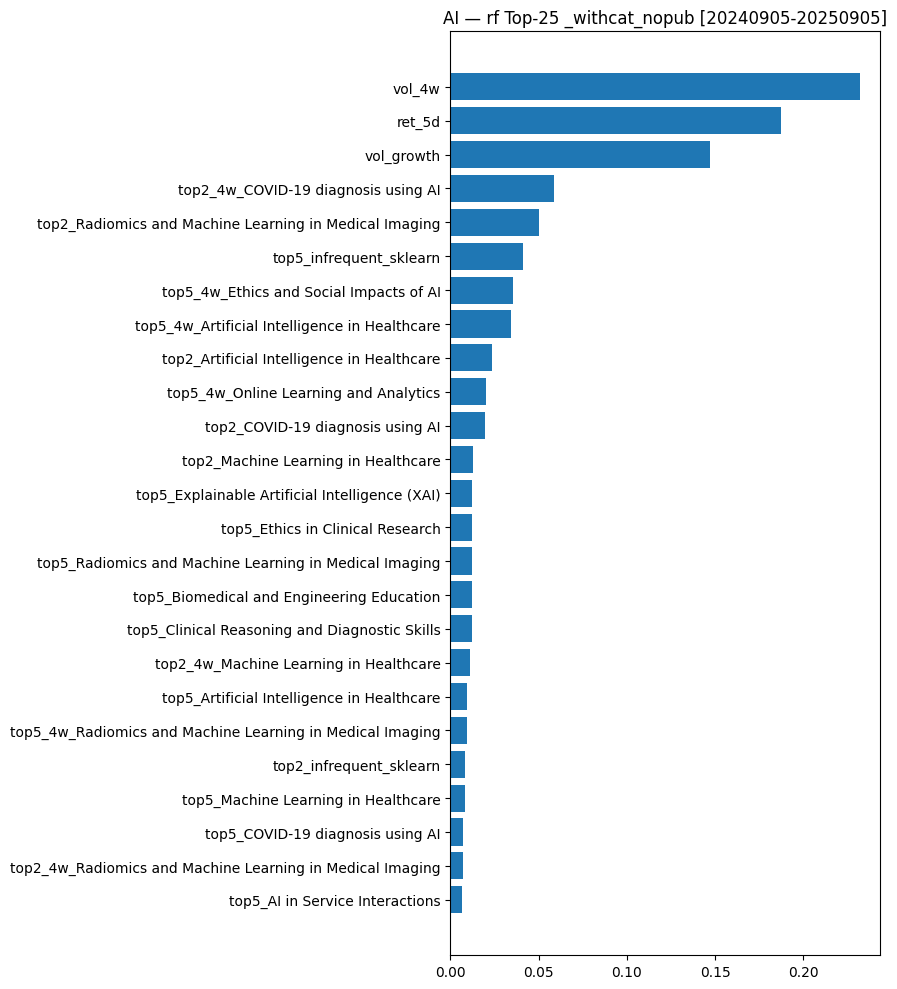 AI — rf Top-25 _withcat_nopub [20240905-20250905]
vol_4w
ret_5d
vol_growth
top2_4w_COVID-19 diagnosis using AI
top2_Radiomics and Machine Learning in Medical Imaging
top5_infrequent_sklearn
top5_4w_Ethics and Social Impacts of AI
top5_4w_Artificial Intelligence in Healthcare
top2_Artificial Intelligence in Healthcare
top5_4w_Online Learning and Analytics
top2_COVID-19 diagnosis using AI
top2_Machine Learning in Healthcare
top5_Explainable Artificial Intelligence (XAI)
top5_Ethics in Clinical Research
top5_Radiomics and Machine Learning in Medical Imaging
top5_Biomedical and Engineering Education
top5_Clinical Reasoning and Diagnostic Skills
top2_4w_Machine Learning in Healthcare
top5_Artificial Intelligence in Healthcare
top5_4w_Radiomics and Machine Learning in Medical Imaging
top2_infrequent_sklearn
top5_Machine Learning in Healthcare
top5_COVID-19 diagnosis using AI
top2_4w_Radiomics and Machine Learning in Medical Imaging
top5_AI in Service Interactions
0.00 0.05 0.10 0.15 0.20